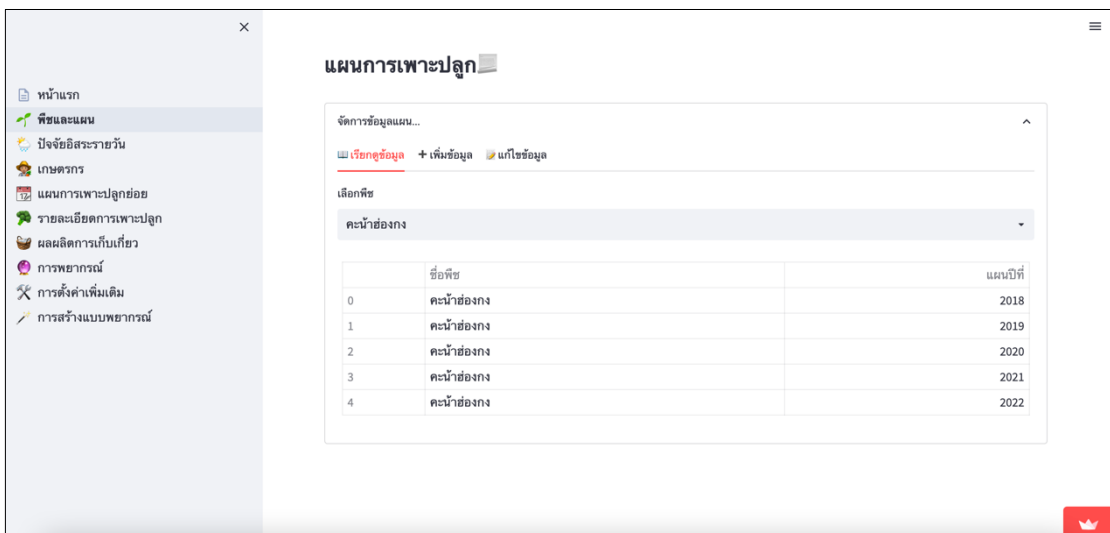 หน้าแรก
พืชและแผน
ปัจจัยอิสระรายวัน
เกษตรกร
แผนการเพาะปลูกย่อย
รายละเอียดการเพาะปลูก
ผลผลิตการเก็บเกี่ยว
การพยากรณ์
การตั้งค่าเพิ่มเติม
การสร้างแบบพยากรณ์
แผนการเพาะปลูก
จัดการข้อมูลแผน...
เรียกดูข้อมูล + เพิ่มข้อมูล แก้ไขข้อมูล
เลือกพืช
คะน้าฮ่องกง
ชื่อพืช แผนปีที่
0 คะน้าฮ่องกง 2018
1 คะน้าฮ่องกง 2019
2 คะน้าฮ่องกง 2020
3 คะน้าฮ่องกง 2021
4 คะน้าฮ่องกง 2022